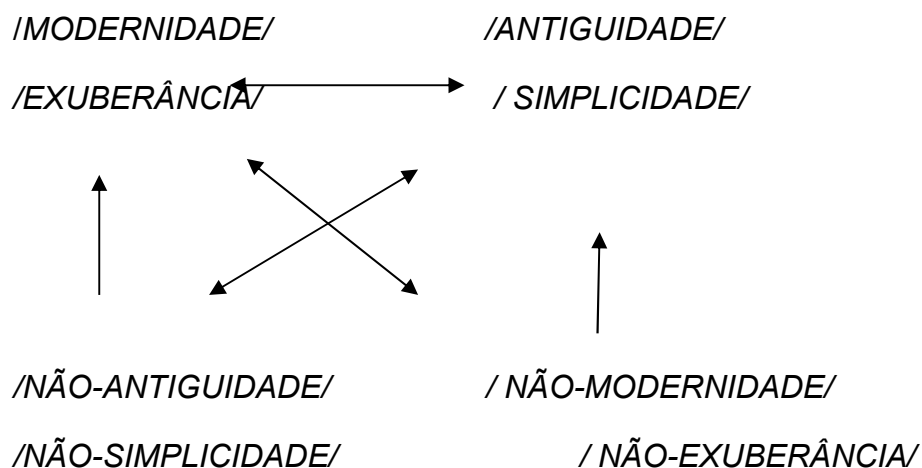 /MODERNIDADE/ /ANTIGUIDADE/
/EXUBERÂNCIA/ / SIMPLICIDADE/
/NÃO-ANTIGUIDADE/ / NÃO-MODERNIDADE/
/NÃO-SIMPLICIDADE/ / NÃO-EXUBERÂNCIA/